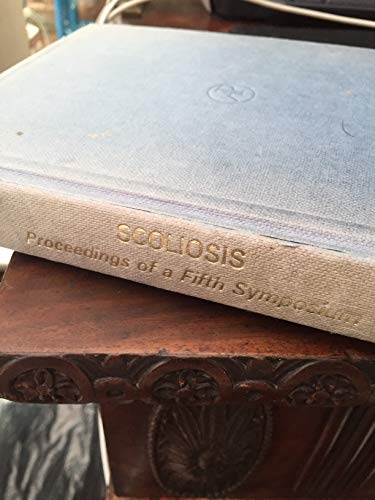 SCOLIOSIS
Proceedings of a Fifth Symposium